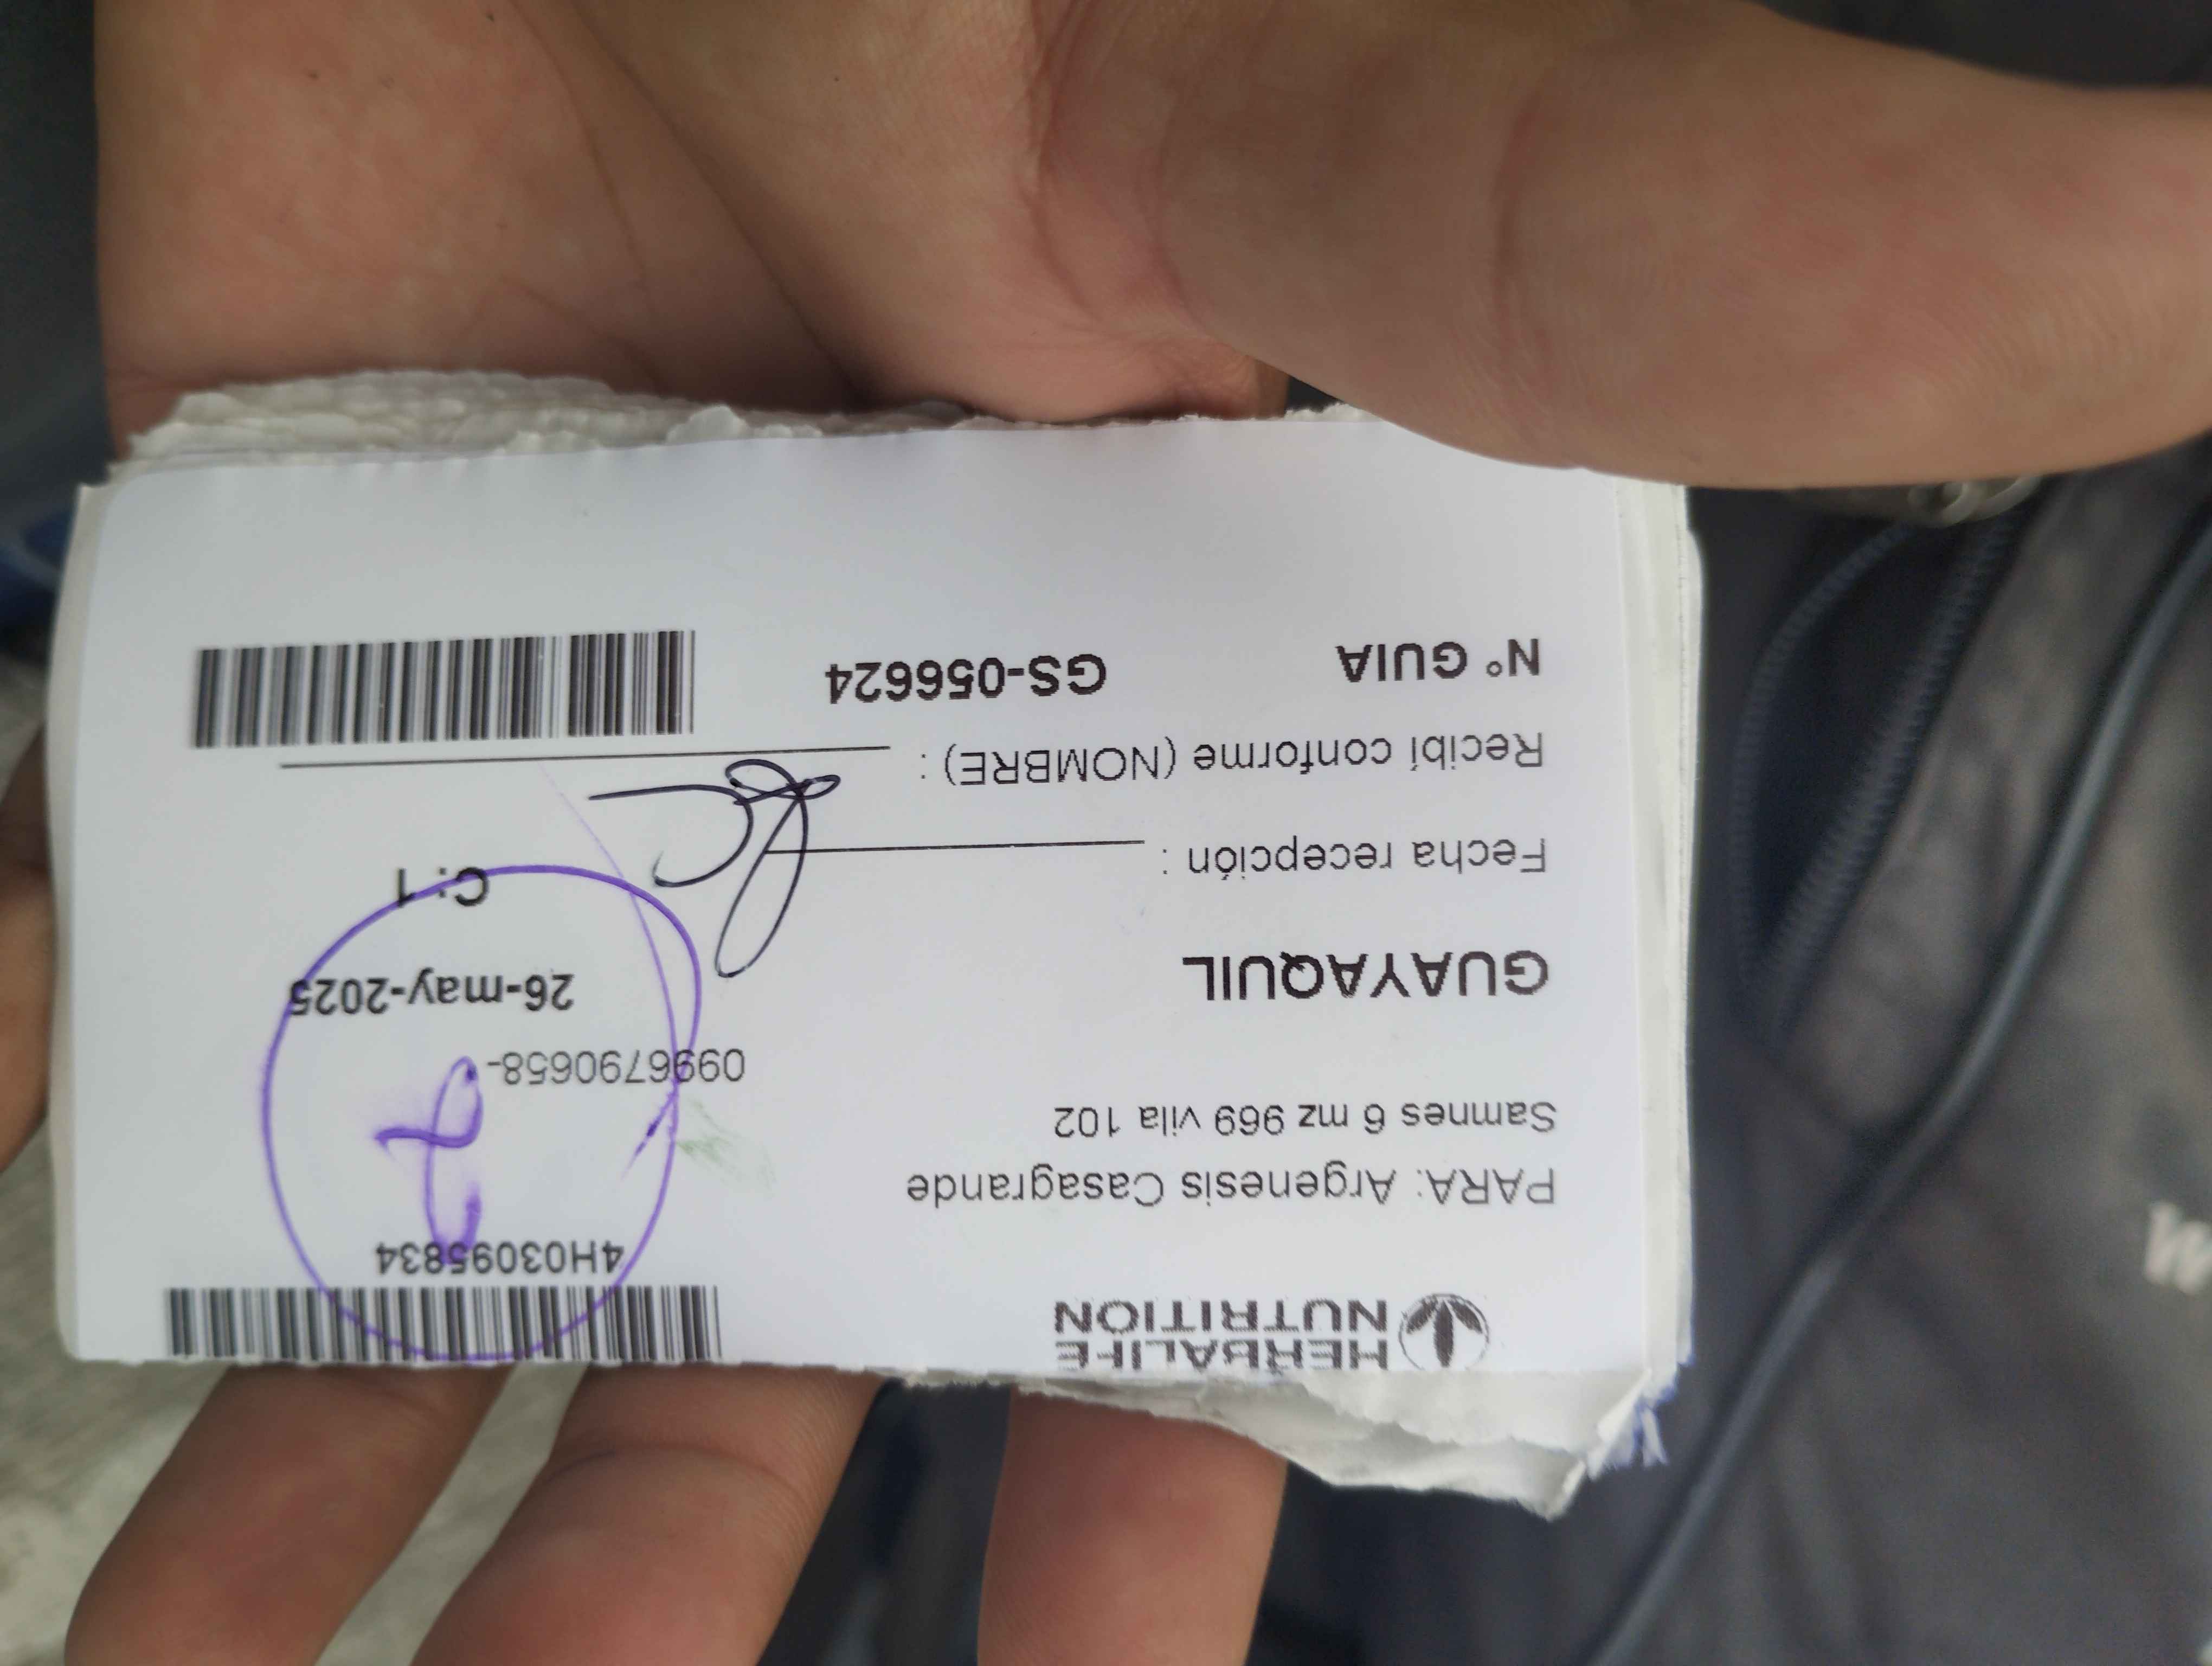 HERBALIFE
NUTRITION
4H03095834
PARA: Argenesis Casagrande
Samnes 6 mz 969 vila 102
0996790658-
GUAYAQUIL
26-may-2025
C: 1
Fecha recepción :
Recibí conforme (NOMBRE) :
N° GUIA GS-056624